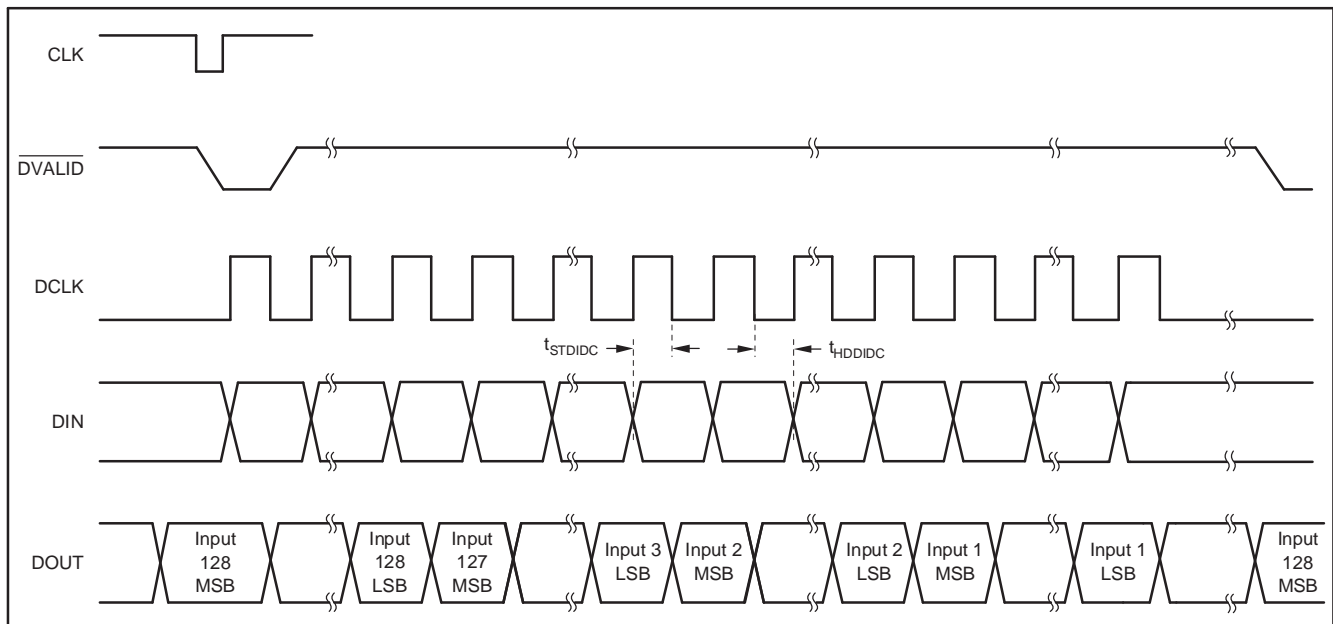 CLK
DVALID
DCLK
tSTDIDC
tHDDIDC
DIN
DOUT
Input
128
MSB
Input
128
LSB
Input
127
MSB
Input 3
LSB
Input 2
MSB
Input 2
LSB
Input 1
MSB
Input 1
LSB
Input
128
MSB